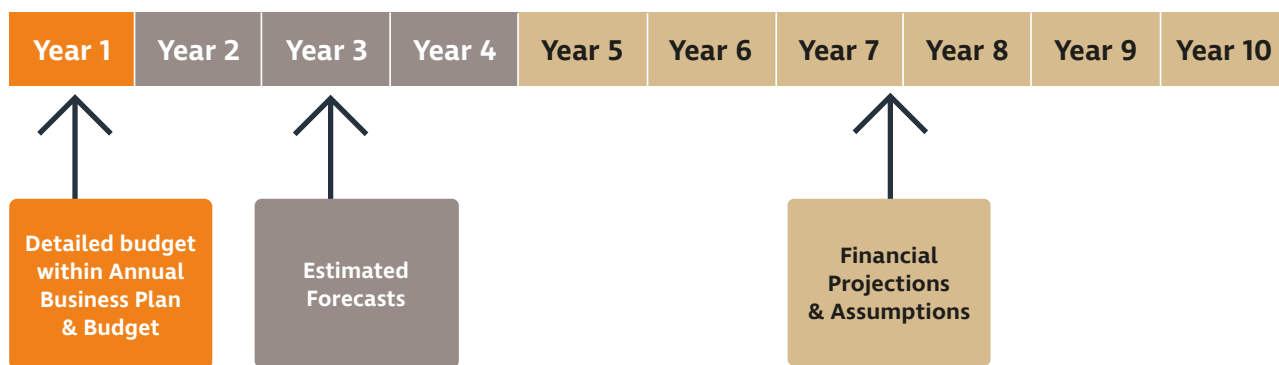 Year 1 Year 2 Year 3 Year 4 Year 5 Year 6 Year 7 Year 8 Year 9 Year 10
Detailed budget
within Annual
Business Plan
& Budget
Estimated
Forecasts
Financial
Projections
& Assumptions